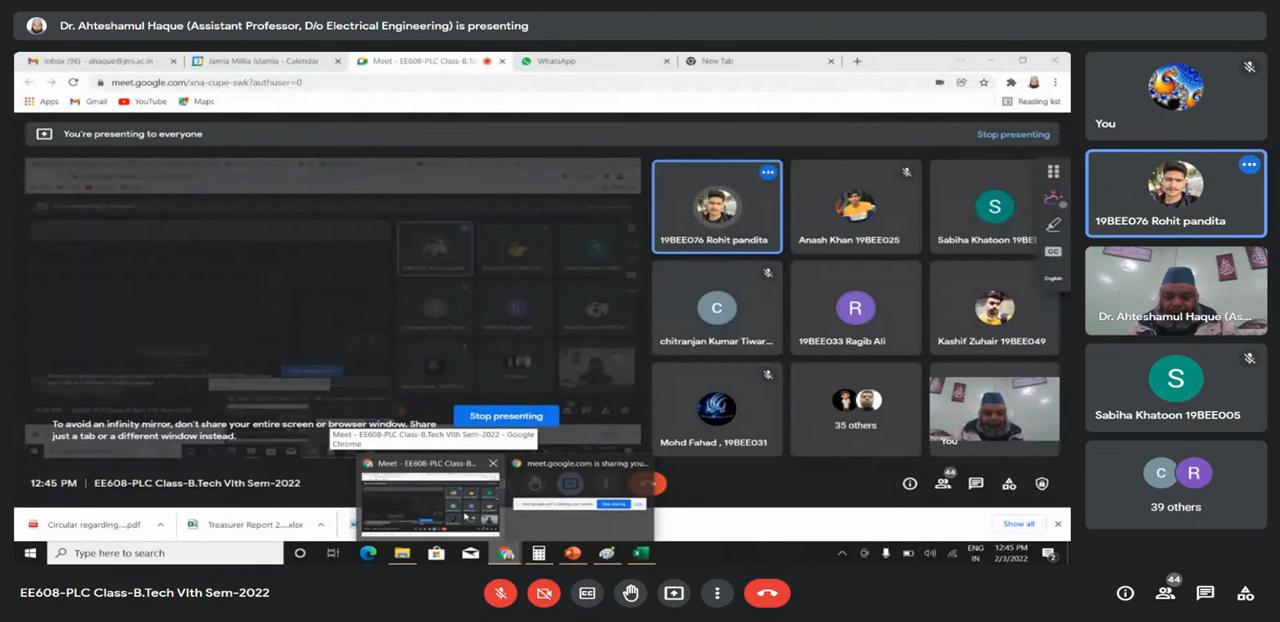 Dr. Ahteshamul Haque (Assistant Professor, D/o Electrical Engineering) is presenting
Inbox (96) - ahaque@jmi.ac.in
Jamia Millia Islamia - Calendar
Meet - EE608-PLC Class-B.Te
WhatsApp
New Tab
meet.google.com/xna-cupe-swk?authuser=0
Apps
Gmail
YouTube
Maps
Reading list
You're presenting to everyone
Stop presenting
19BEE076 Rohit pandita
Anash Khan 19BEE025
S
Sabiha Khatoon 19BE
CC
English
C
chitranjan Kumar Tiwar...
R
19BEE033 Ragib Ali
Kashif Zuhair 19BEE049
Mohd Fahad , 19BEE031
35 others
You
To avoid an infinity mirror, don't share your entire screen or browser window. Share
just a tab or a different window instead.
Stop presenting
Meet - EE608-PLC Class-B.Tech VIth Sem-2022 - Google
Chrome
Meet - EE608-PLC Class-B...
meet.google.com is sharing you...
12:45 PM | EE608-PLC Class-B.Tech VIth Sem-2022
44
Circular regarding....pdf
Treasurer Report 2....xlsx
Show all
Type here to search
ENG
IN
12:45 PM
2/3/2022
2
You
19BEE076 Rohit pandita
Dr. Ahteshamul Haque (As...
S
Sabiha Khatoon 19BEE005
C
R
39 others
EE608-PLC Class-B.Tech VIth Sem-2022
CC
44